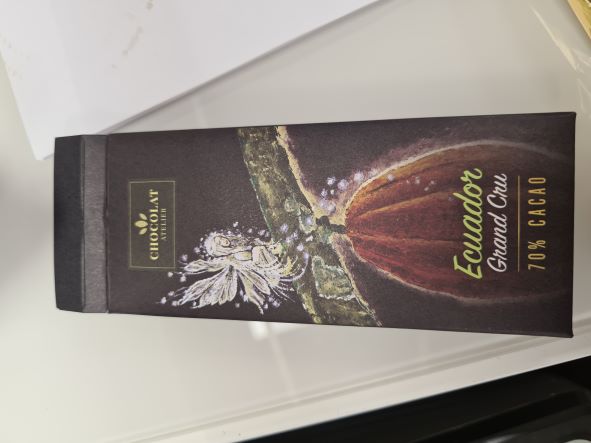 CHOCOLAT
ATELIER
Ecuador
Grand Cru
70% CACAO